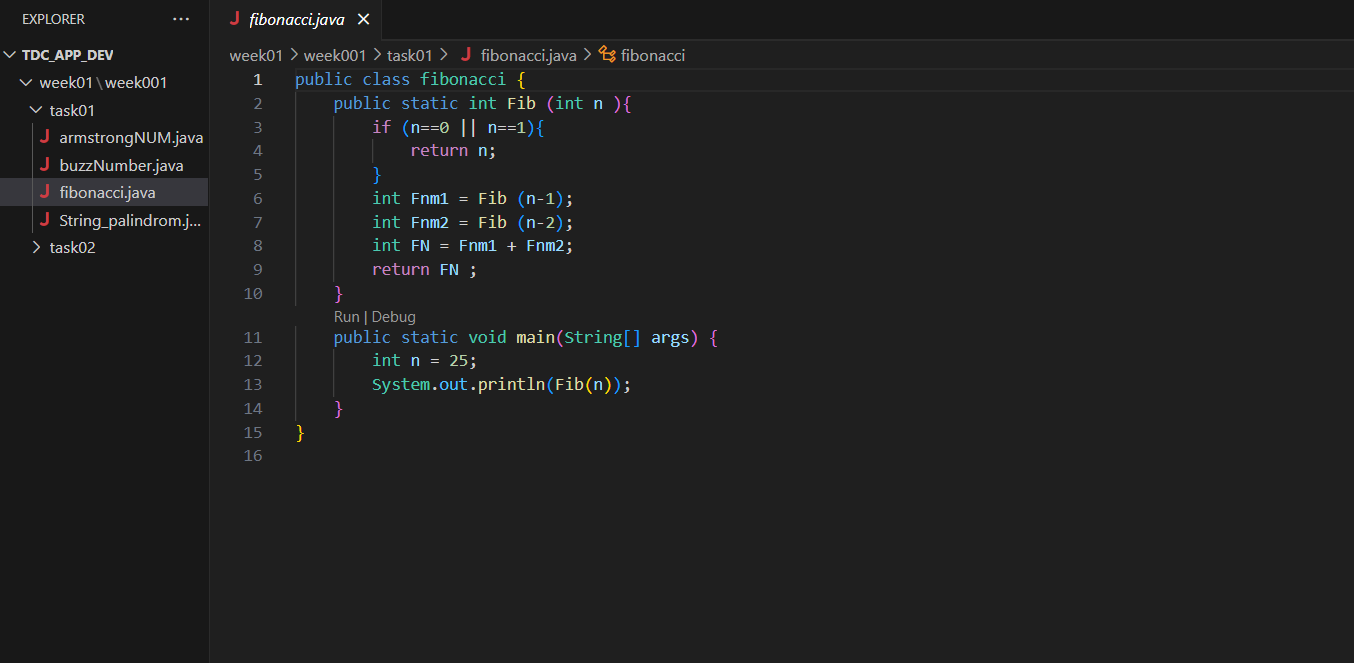 EXPLORER ···
TDC_APP_DEV
week01\week001
task01
armstrongNUM.java
buzzNumber.java
fibonacci.java
String_palindrom.j...
task02
J fibonacci.java ×
week01 > week001 > task01 > J fibonacci.java > fibonacci
1 public class fibonacci {
2     public static int Fib (int n ){
3         if (n==0 || n==1){
4             return n;
5         }
6         int Fnm1 = Fib (n-1);
7         int Fnm2 = Fib (n-2);
8         int FN = Fnm1 + Fnm2;
9         return FN ;
10     }
Run | Debug
11     public static void main(String[] args) {
12         int n = 25;
13         System.out.println(Fib(n));
14     }
15 }
16